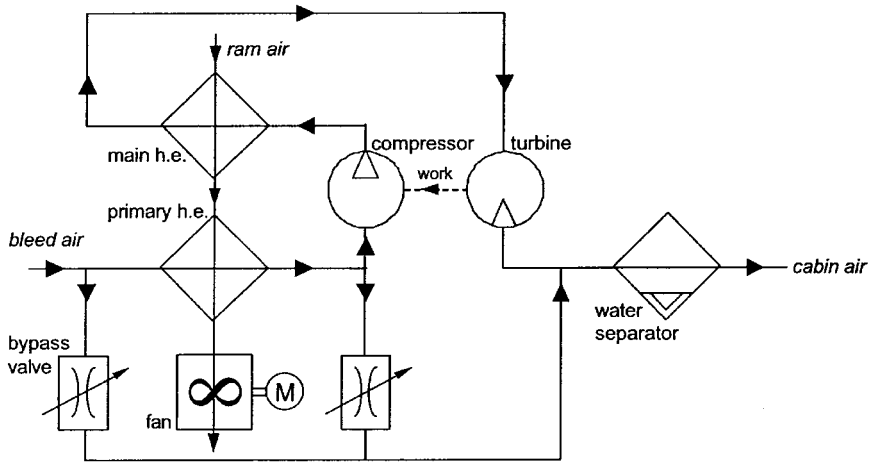 ram air
compressor
turbine
main h.e.
work
primary h.e.
bleed air
cabin air
water
separator
bypass
valve
M
fan